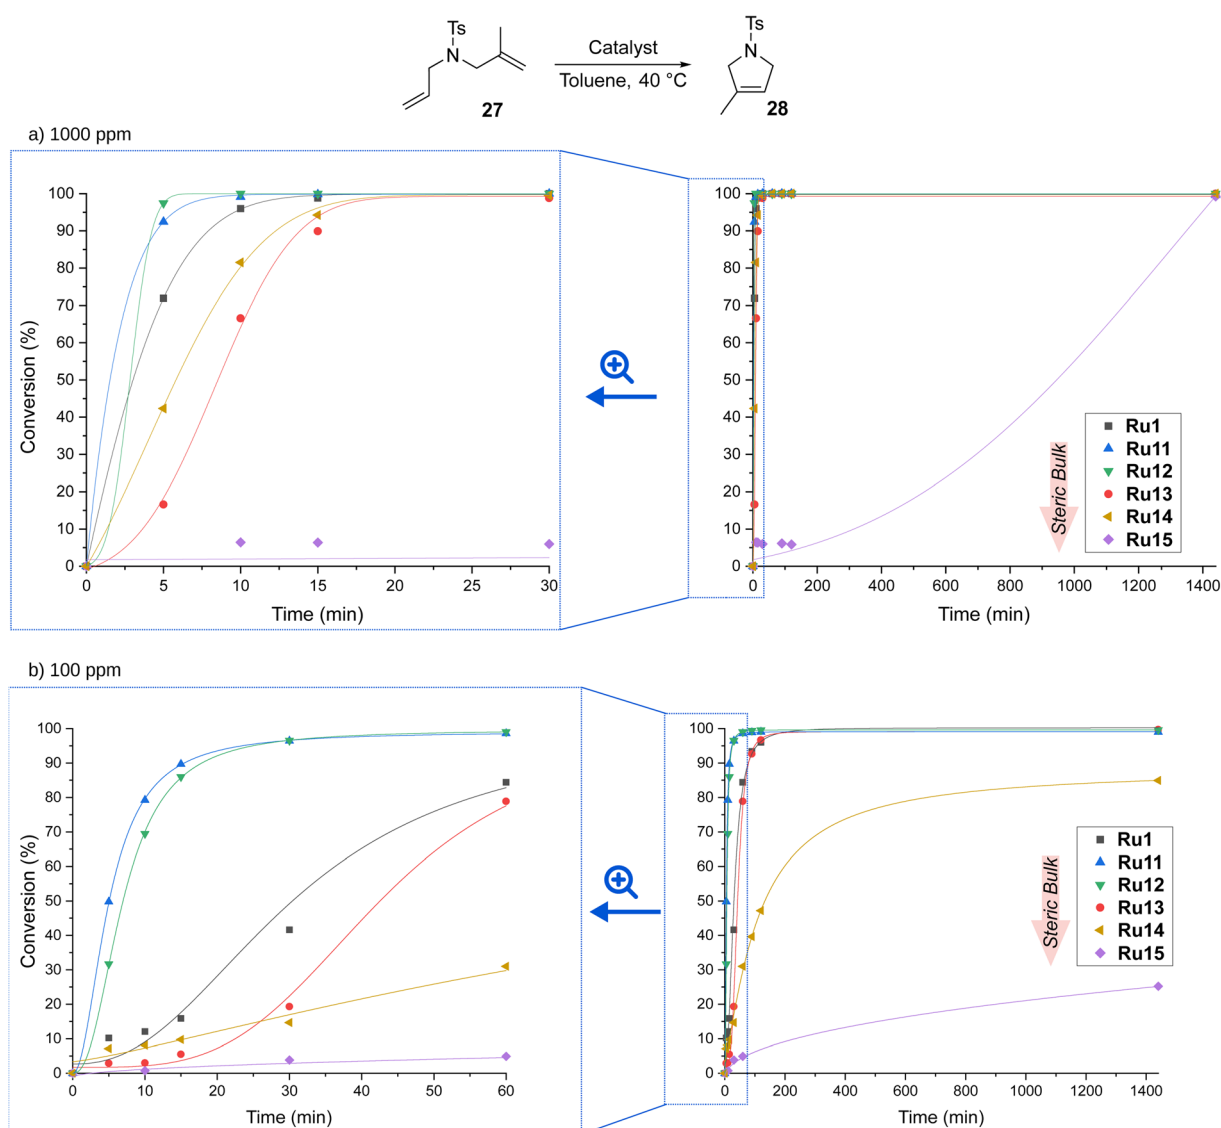 Ts
N
27
Catalyst
Toluene, 40 °C
Ts
N
28
a) 1000 ppm
Conversion (%)
100
90
80
70
60
50
40
30
20
10
0
0 5 10 15 20 25 30
Time (min)
100
90
80
70
60
50
40
30
20
10
0
0 200 400 600 800 1000 1200 1400
Time (min)
Steric Bulk
Ru1
Ru11
Ru12
Ru13
Ru14
Ru15
b) 100 ppm
Conversion (%)
100
90
80
70
60
50
40
30
20
10
0
0 10 20 30 40 50 60
Time (min)
100
90
80
70
60
50
40
30
20
10
0
0 200 400 600 800 1000 1200 1400
Time (min)
Steric Bulk
Ru1
Ru11
Ru12
Ru13
Ru14
Ru15